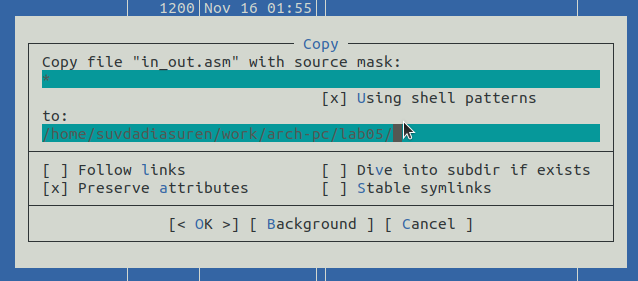 1200 Nov 16 01:55
Copy
Copy file "in_out.asm" with source mask:
*
[x] Using shell patterns
to:
/home/suvdadiasuren/work/arch-pc/lab05/
[ ] Follow links [ ] Dive into subdir if exists
[x] Preserve attributes [ ] Stable symlinks
[< OK >] [ Background ] [ Cancel ]